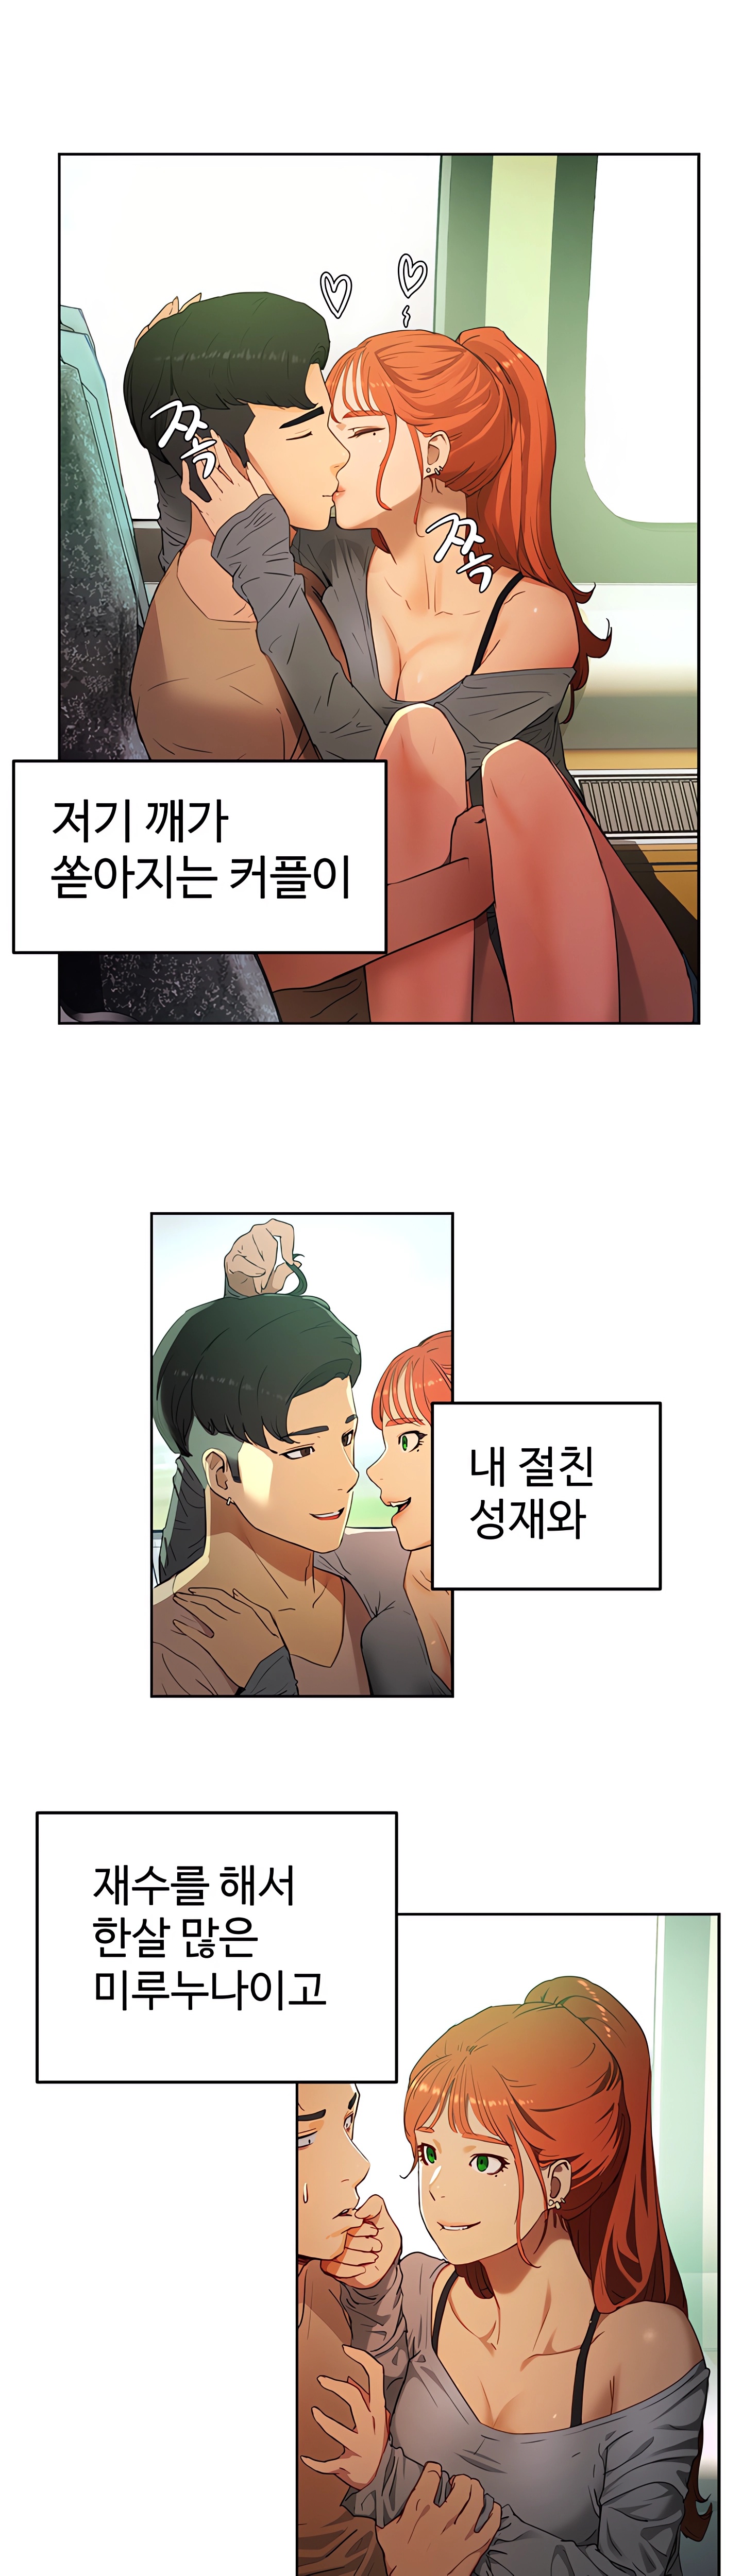 쪽
쪽
저기 깨가
쏟아지는 커플이
내 절친
성재와
재수를 해서
한살 많은
미루누나이고